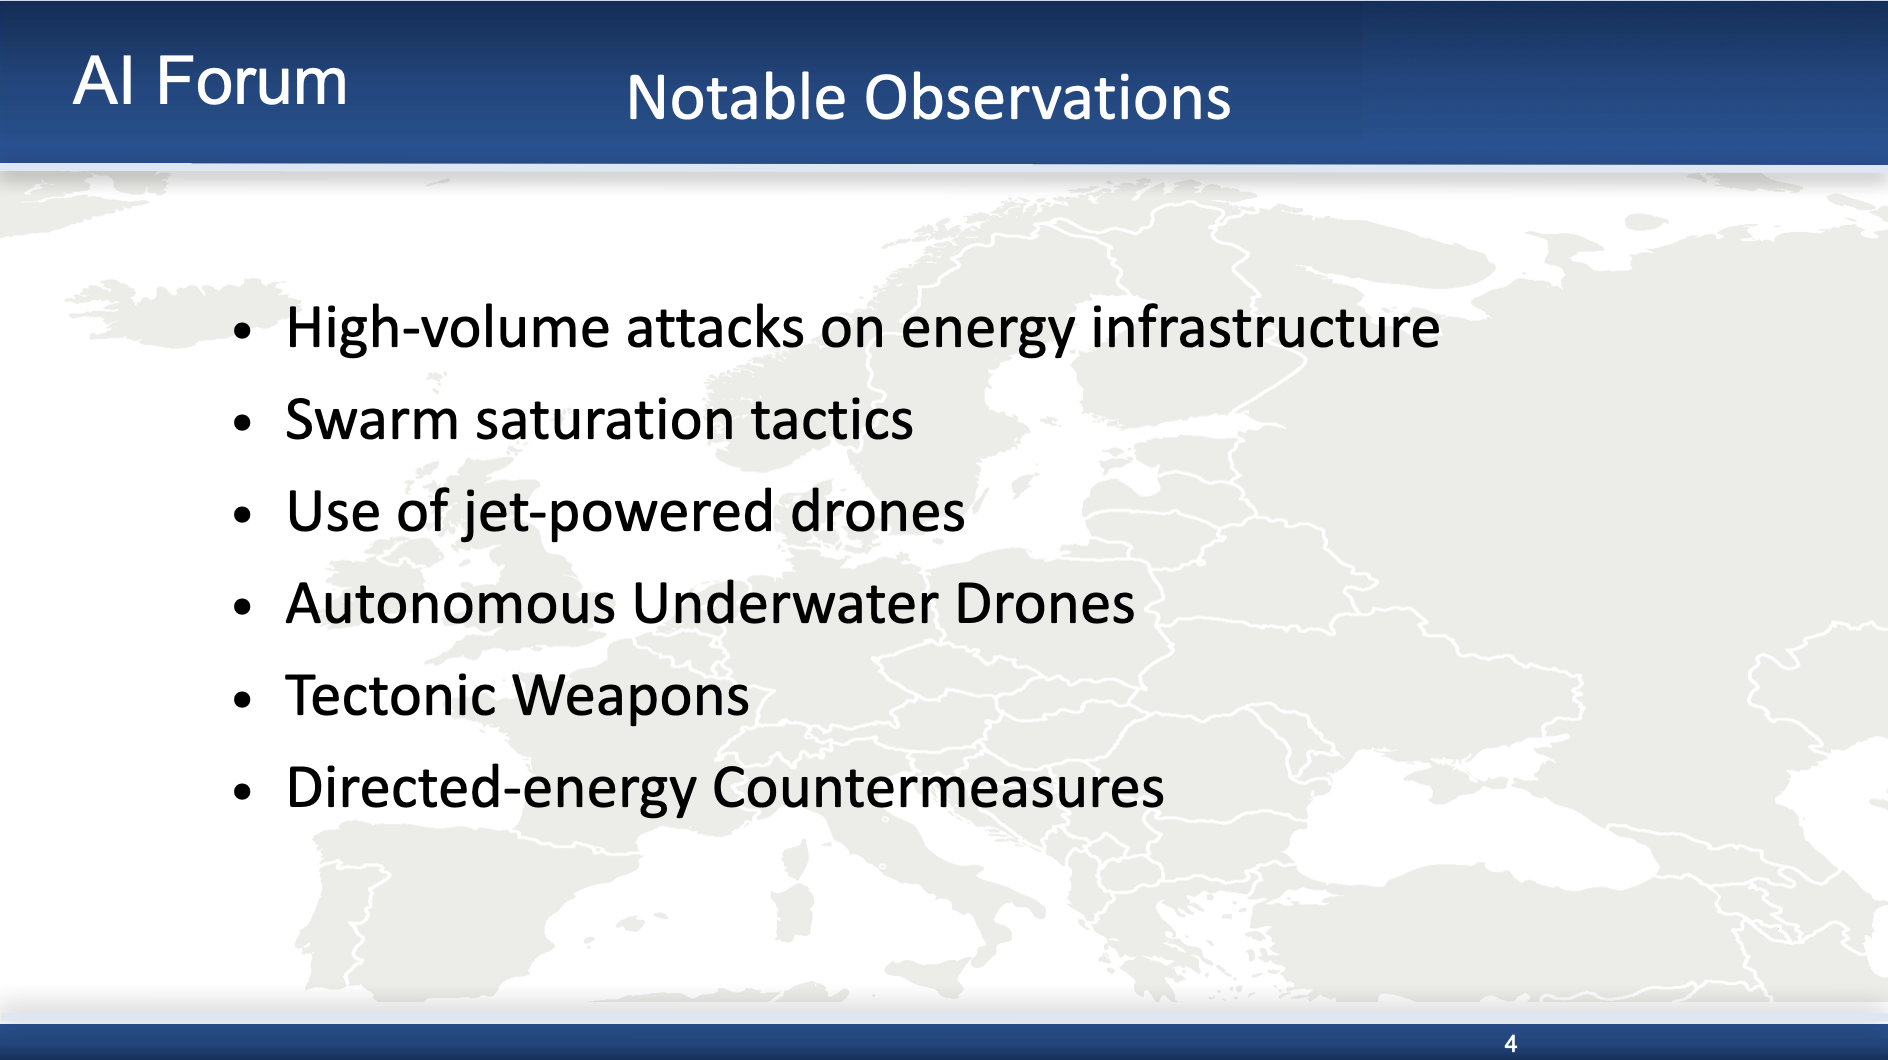 AI Forum
Notable Observations
• High-volume attacks on energy infrastructure
• Swarm saturation tactics
• Use of jet-powered drones
• Autonomous Underwater Drones
• Tectonic Weapons
• Directed-energy Countermeasures
4